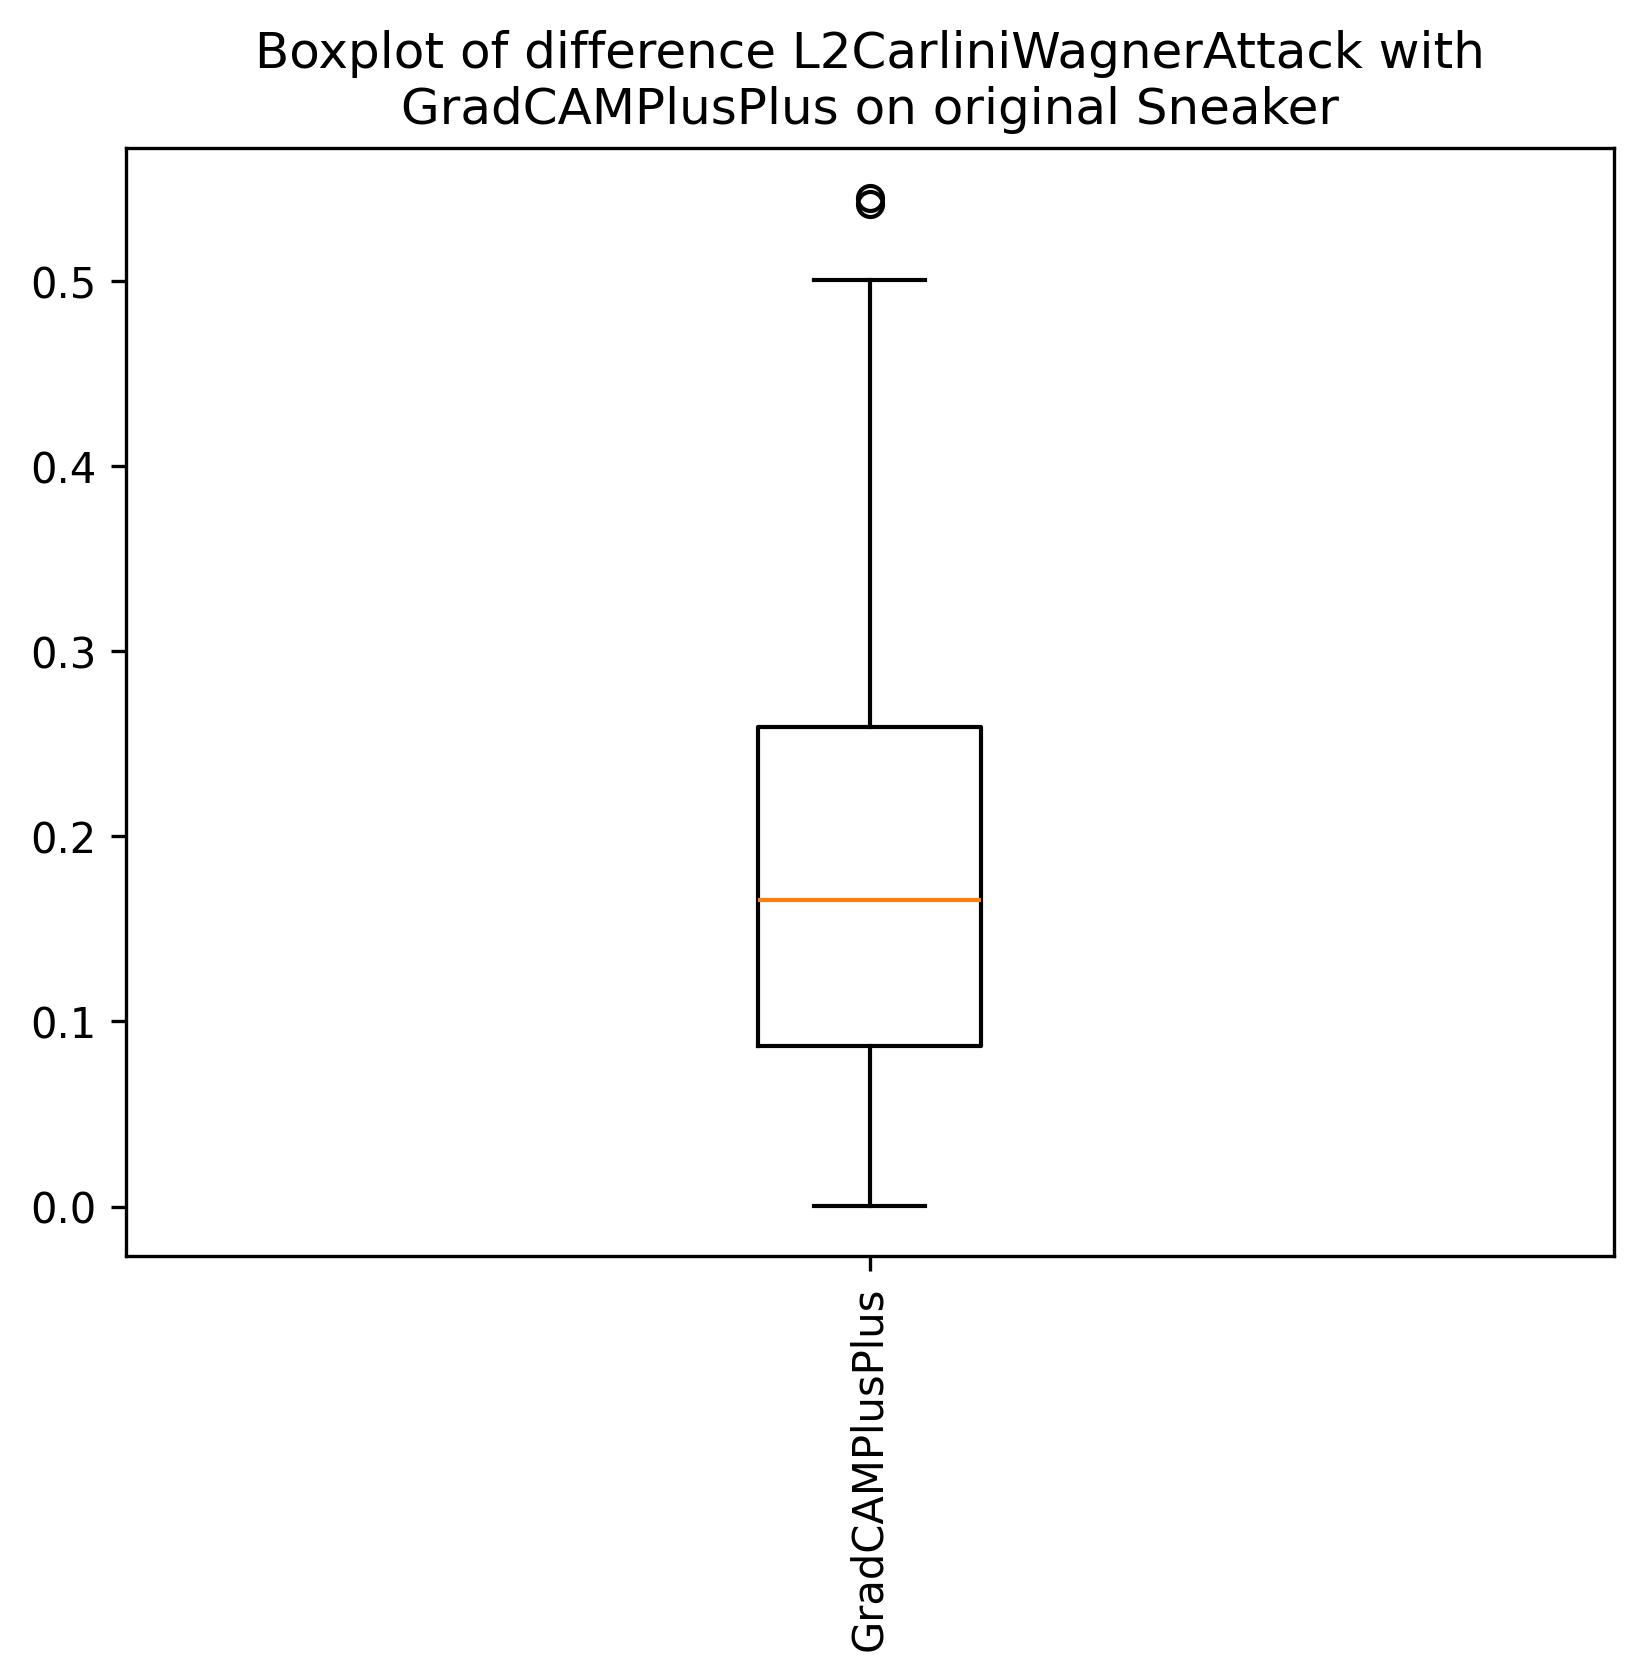 Boxplot of difference L2CarliniWagnerAttack with
GradCAMPlusPlus on original Sneaker
0.5
0.4
0.3
0.2
0.1
0.0
GradCAMPlusPlus